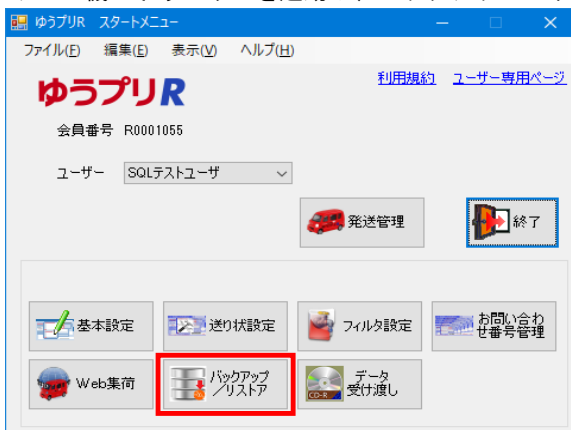 ゆうプリR スタートメニュー
ファイル(F) 編集(E) 表示(V) ヘルプ(H)
利用規約 ユーザー専用ページ
ゆうプリR
会員番号 R0001055
ユーザー SQLテストユーザ
発送管理
終了
基本設定
送り状設定
フィルタ設定
お問い合わ
せ番号管理
Web集荷
バックアップ
/リストア
CD-R
データ
受け渡し